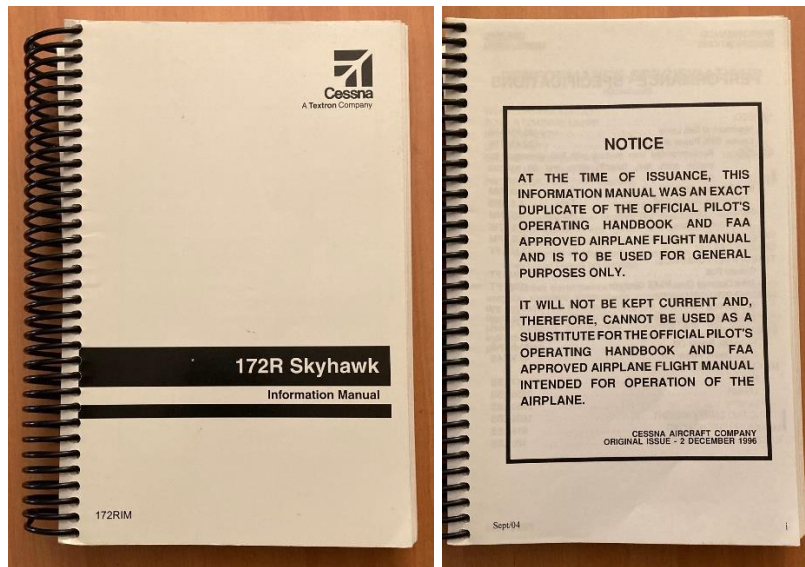 Cessna
A Textron Company
172R Skyhawk
Information Manual
172RIM
NOTICE
AT THE TIME OF ISSUANCE, THIS
INFORMATION MANUAL WAS AN EXACT
DUPLICATE OF THE OFFICIAL PILOT'S
OPERATING HANDBOOK AND FAA
APPROVED AIRPLANE FLIGHT MANUAL
AND IS TO BE USED FOR GENERAL
PURPOSES ONLY.
IT WILL NOT BE KEPT CURRENT AND,
THEREFORE, CANNOT BE USED AS A
SUBSTITUTE FOR THE OFFICIAL PILOT'S
OPERATING HANDBOOK AND FAA
APPROVED AIRPLANE FLIGHT MANUAL
INTENDED FOR OPERATION OF THE
AIRPLANE.
CESSNA AIRCRAFT COMPANY
ORIGINAL ISSUE - 2 DECEMBER 1996
Sept/04
i